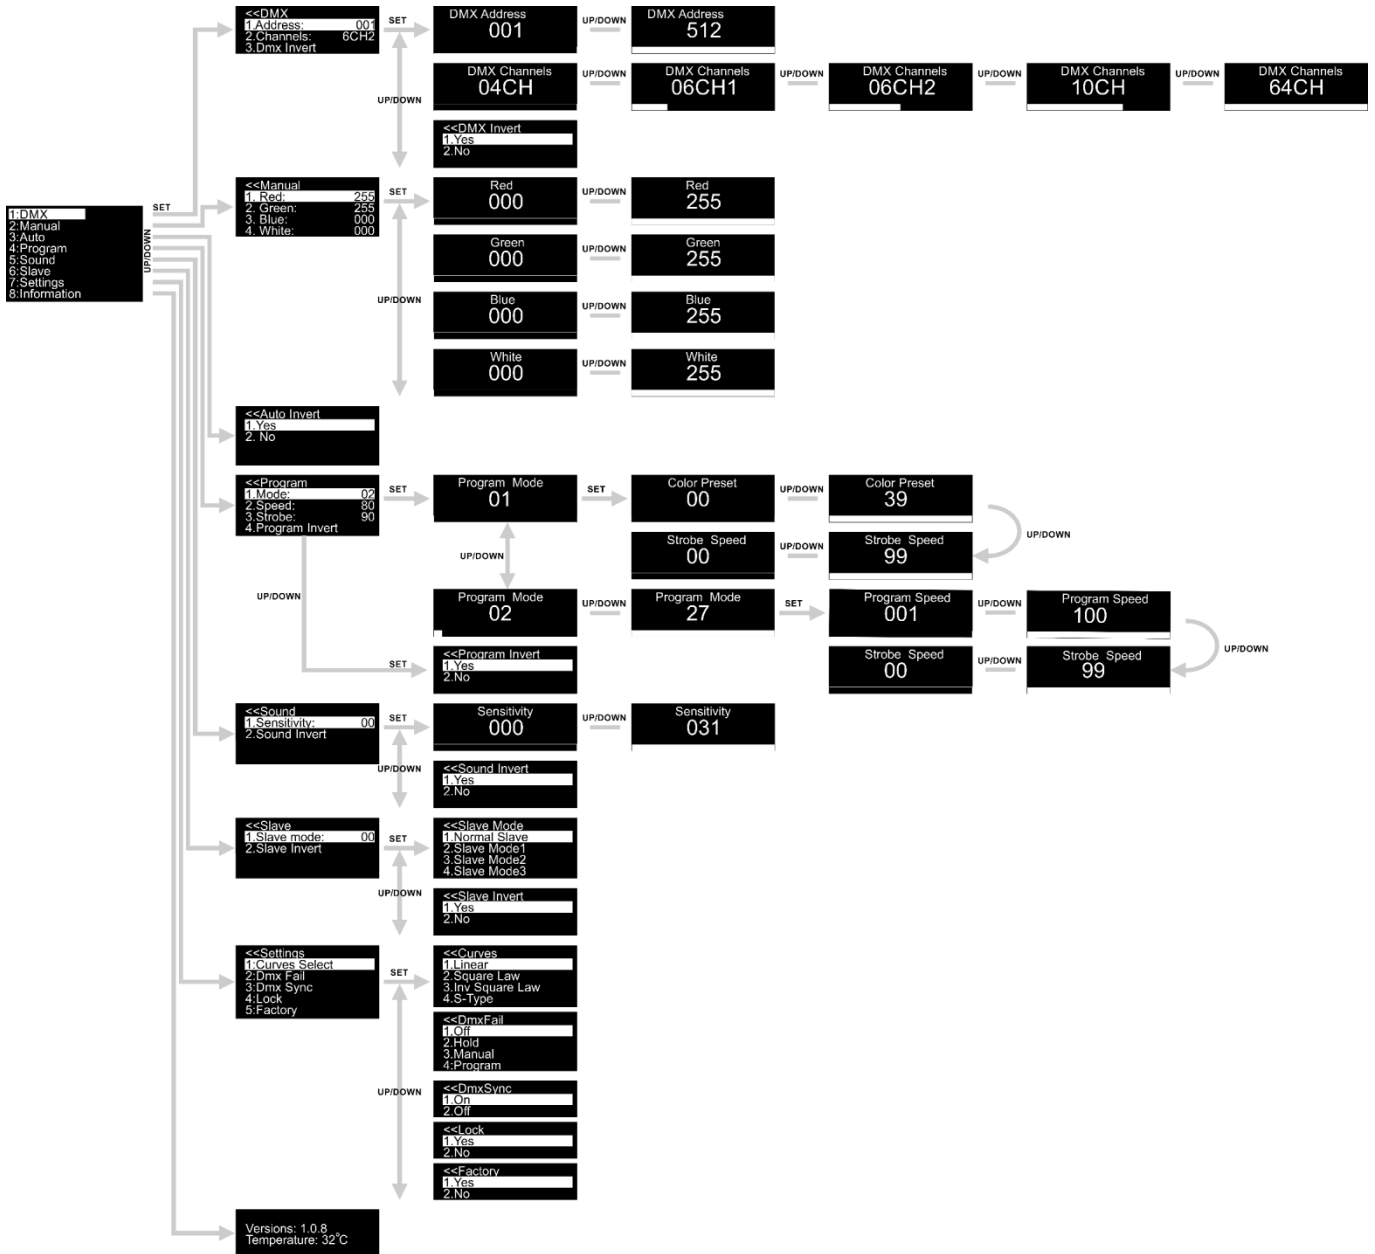 <<DMX
1.Address: 001
2.Channels: 6CH2
3.Dmx Invert
SET
UP/DOWN
DMX Address
001
UP/DOWN
DMX Address
512
DMX Channels
04CH
UP/DOWN
DMX Channels
06CH1
UP/DOWN
DMX Channels
06CH2
UP/DOWN
DMX Channels
10CH
UP/DOWN
DMX Channels
64CH
<<DMX Invert
1.Yes
2.No
1:DMX
2:Manual
3:Auto
4:Program
5:Sound
6:Slave
7:Settings
8:Information
SET
UP/DOWN
<<Manual
1. Red: 255
2. Green: 255
3. Blue: 000
4. White: 000
SET
UP/DOWN
Red
000
UP/DOWN
Red
255
Green
000
UP/DOWN
Green
255
Blue
000
UP/DOWN
Blue
255
White
000
UP/DOWN
White
255
<<Auto Invert
1.Yes
2. No
<<Program
1.Mode: 02
2.Speed: 80
3.Strobe: 90
4.Program Invert
SET
Program Mode
01
SET
Color Preset
00
UP/DOWN
Color Preset
39
UP/DOWN
Strobe Speed
00
UP/DOWN
Strobe Speed
99
UP/DOWN
UP/DOWN
Program Mode
02
UP/DOWN
Program Mode
27
SET
Program Speed
001
UP/DOWN
Program Speed
100
UP/DOWN
Strobe Speed
00
UP/DOWN
Strobe Speed
99
SET
<<Program Invert
1.Yes
2.No
<<Sound
1.Sensitivity: 00
2.Sound Invert
SET
UP/DOWN
Sensitivity
000
UP/DOWN
Sensitivity
031
<<Sound Invert
1.Yes
2.No
<<Slave
1.Slave mode: 00
2.Slave Invert
SET
UP/DOWN
<<Slave Mode
1.Normal Slave
2.Slave Mode1
3.Slave Mode2
4.Slave Mode3
<<Slave Invert
1.Yes
2.No
<<Settings
1:Curves Select
2:Dmx Fail
3:Dmx Sync
4:Lock
5:Factory
SET
UP/DOWN
<<Curves
1.Linear
2.Square Law
3.Inv Square Law
4.S-Type
<<DmxFail
1.Off
2.Hold
3.Manual
4:Program
<<DmxSync
1.On
2.Off
<<Lock
1.Yes
2.No
<<Factory
1.Yes
2.No
Versions: 1.0.8
Temperature: 32°C